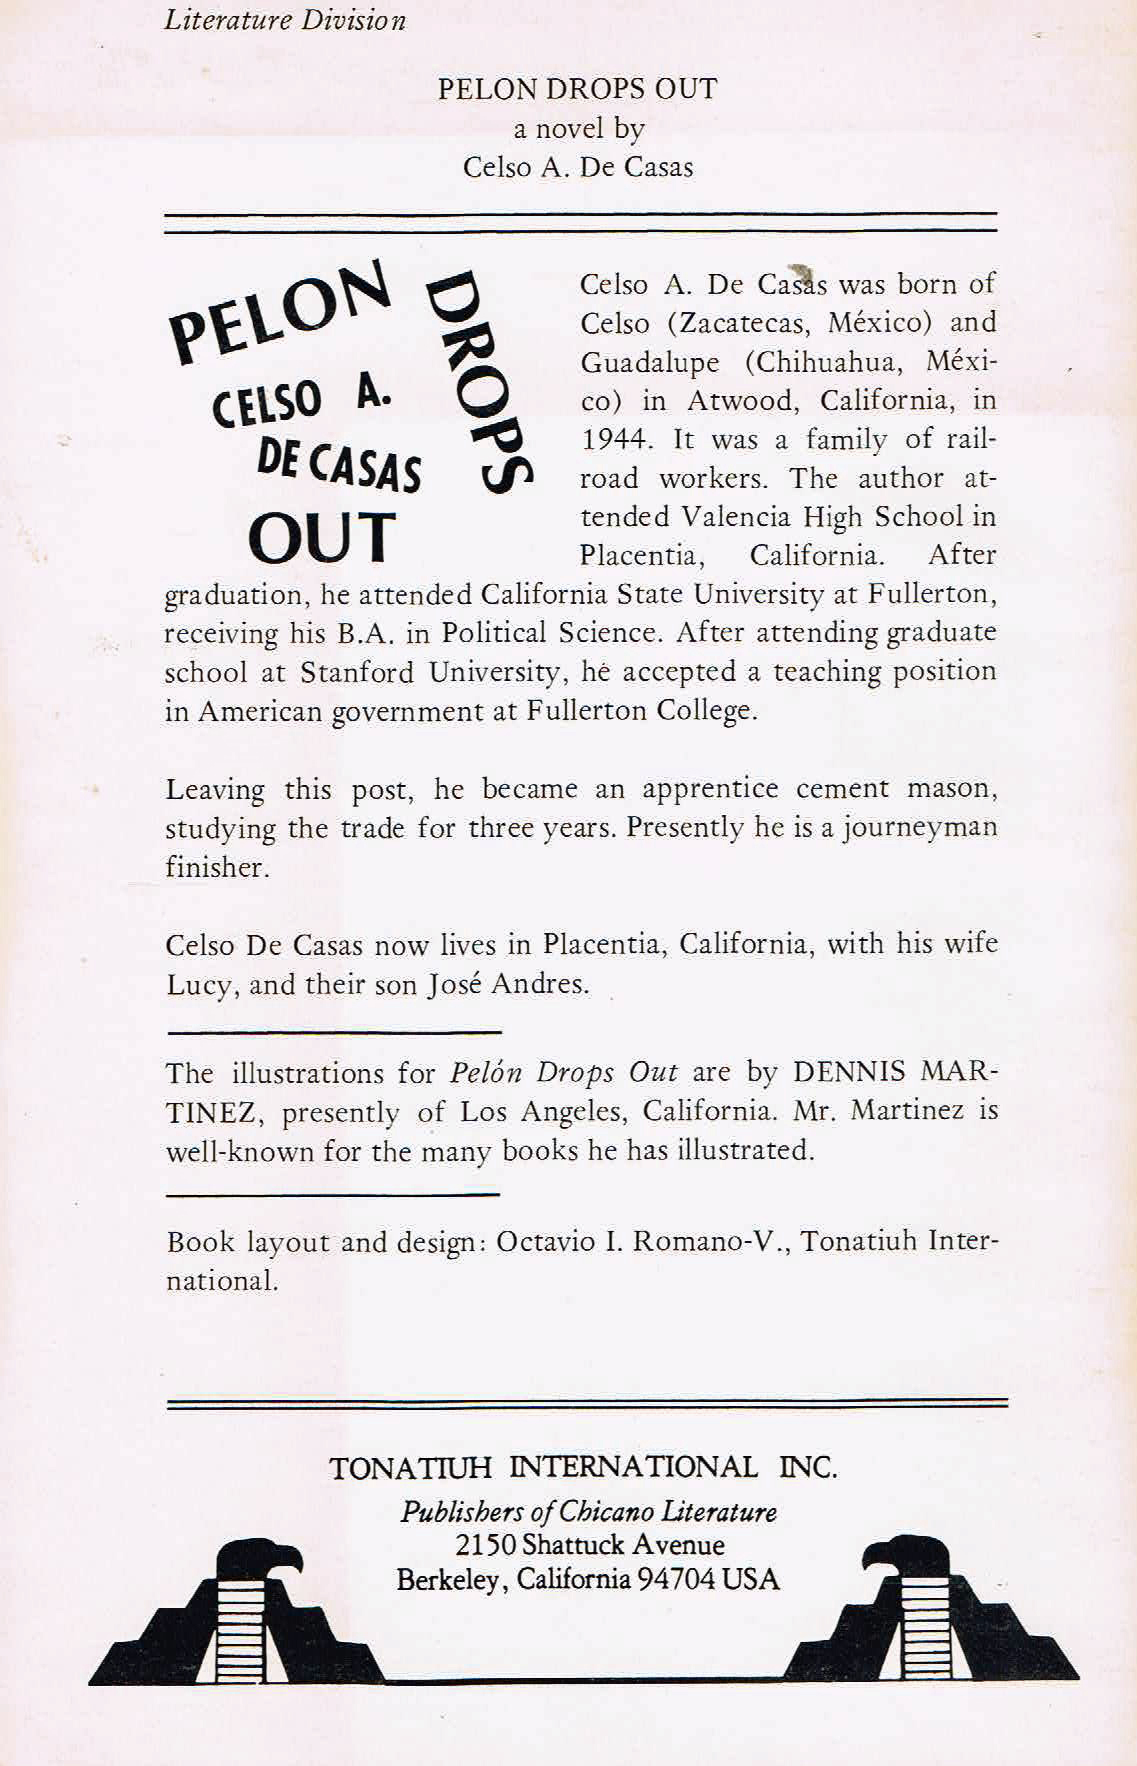 Literature Division
PELON DROPS OUT
a novel by
Celso A. De Casas
PELON
DROPS
CELSO A.
DE CASAS
OUT
Celso A. De Casas was born of
Celso (Zacatecas, México) and
Guadalupe (Chihuahua, Méxi-
co) in Atwood, California, in
1944. It was a family of rail-
road workers. The author at-
tended Valencia High School in
Placentia, California. After
graduation, he attended California State University at Fullerton,
receiving his B.A. in Political Science. After attending graduate
school at Stanford University, he accepted a teaching position
in American government at Fullerton College.
Leaving this post, he became an apprentice cement mason,
studying the trade for three years. Presently he is a journeyman
finisher.
Celso De Casas now lives in Placentia, California, with his wife
Lucy, and their son José Andres.
The illustrations for Pelón Drops Out are by DENNIS MAR-
TINEZ, presently of Los Angeles, California. Mr. Martinez is
well-known for the many books he has illustrated.
Book layout and design: Octavio I. Romano-V., Tonatiuh Inter-
national.
TONATIUH INTERNATIONAL INC.
Publishers of Chicano Literature
2150 Shattuck Avenue
Berkeley, California 94704 USA